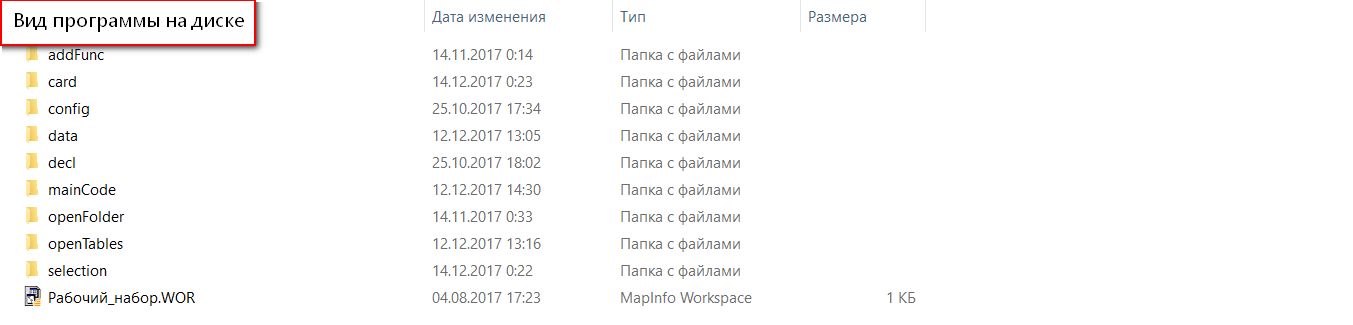 Вид программы на диске
Дата изменения Тип Размера
addFunc 14.11.2017 0:14 Папка с файлами
card 14.12.2017 0:23 Папка с файлами
config 25.10.2017 17:34 Папка с файлами
data 12.12.2017 13:05 Папка с файлами
decl 25.10.2017 18:02 Папка с файлами
mainCode 12.12.2017 14:30 Папка с файлами
openFolder 14.11.2017 0:33 Папка с файлами
openTables 12.12.2017 13:16 Папка с файлами
selection 14.12.2017 0:22 Папка с файлами
Рабочий_набор.WOR 04.08.2017 17:23 MapInfo Workspace 1 КБ